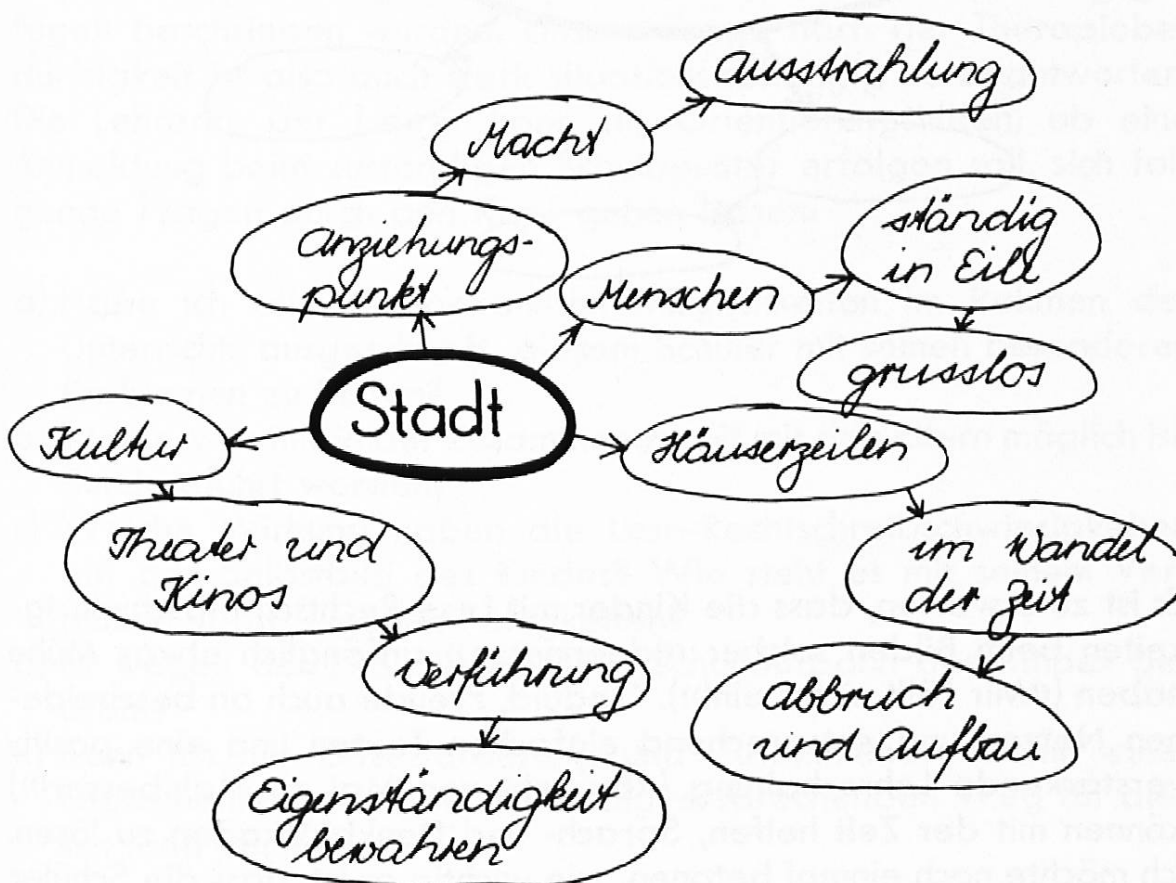 Ausstrahlung
Macht
Anziehungs-
punkt
Menschen
ständig
in Eile
grusslos
Stadt
Kultur
Häuserzeilen
Theater und
Kinos
im Wandel
der Zeit
Verführung
Abbruch
und Aufbau
Eigenständigkeit
bewahren